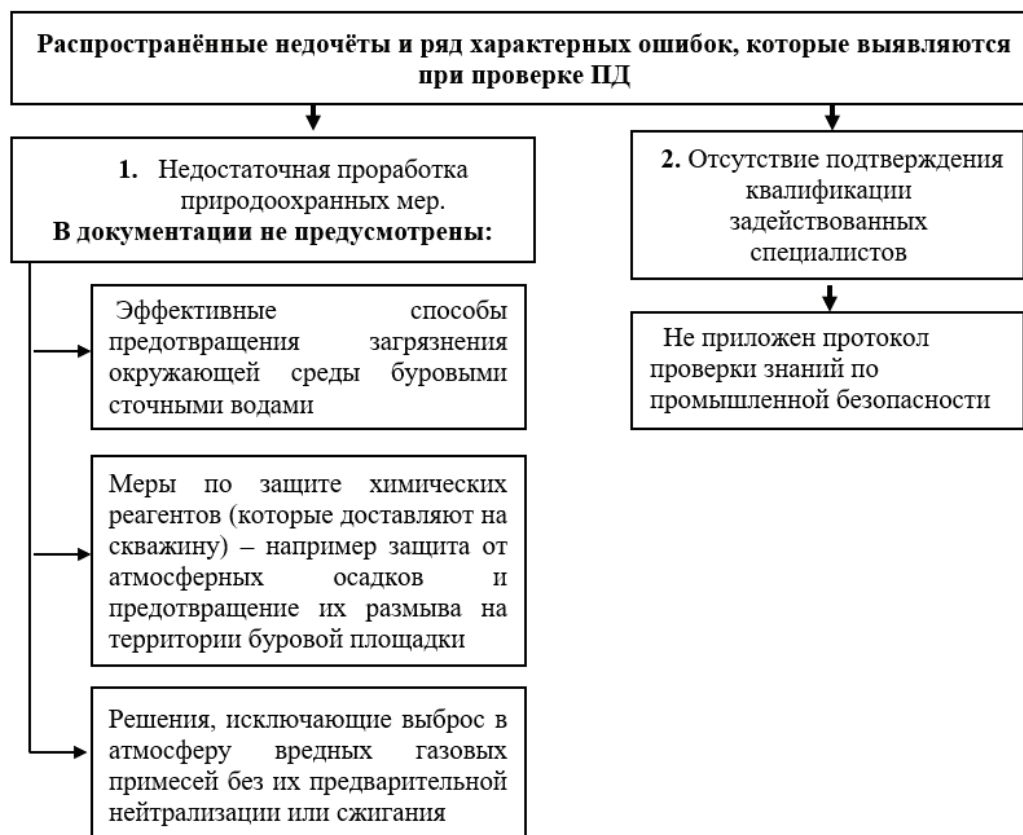 Распространённые недочёты и ряд характерных ошибок, которые выявляются
при проверке ПД
1. Недостаточная проработка
природоохранных мер.
В документации не предусмотрены:
Эффективные способы
предотвращения загрязнения
окружающей среды буровыми
сточными водами
Меры по защите химических
реагентов (которые доставляют на
скважину) – например защита от
атмосферных осадков и
предотвращение их размыва на
территории буровой площадки
Решения, исключающие выброс в
атмосферу вредных газовых
примесей без их предварительной
нейтрализации или сжигания
2. Отсутствие подтверждения
квалификации
задействованных
специалистов
Не приложен протокол
проверки знаний по
промышленной безопасности